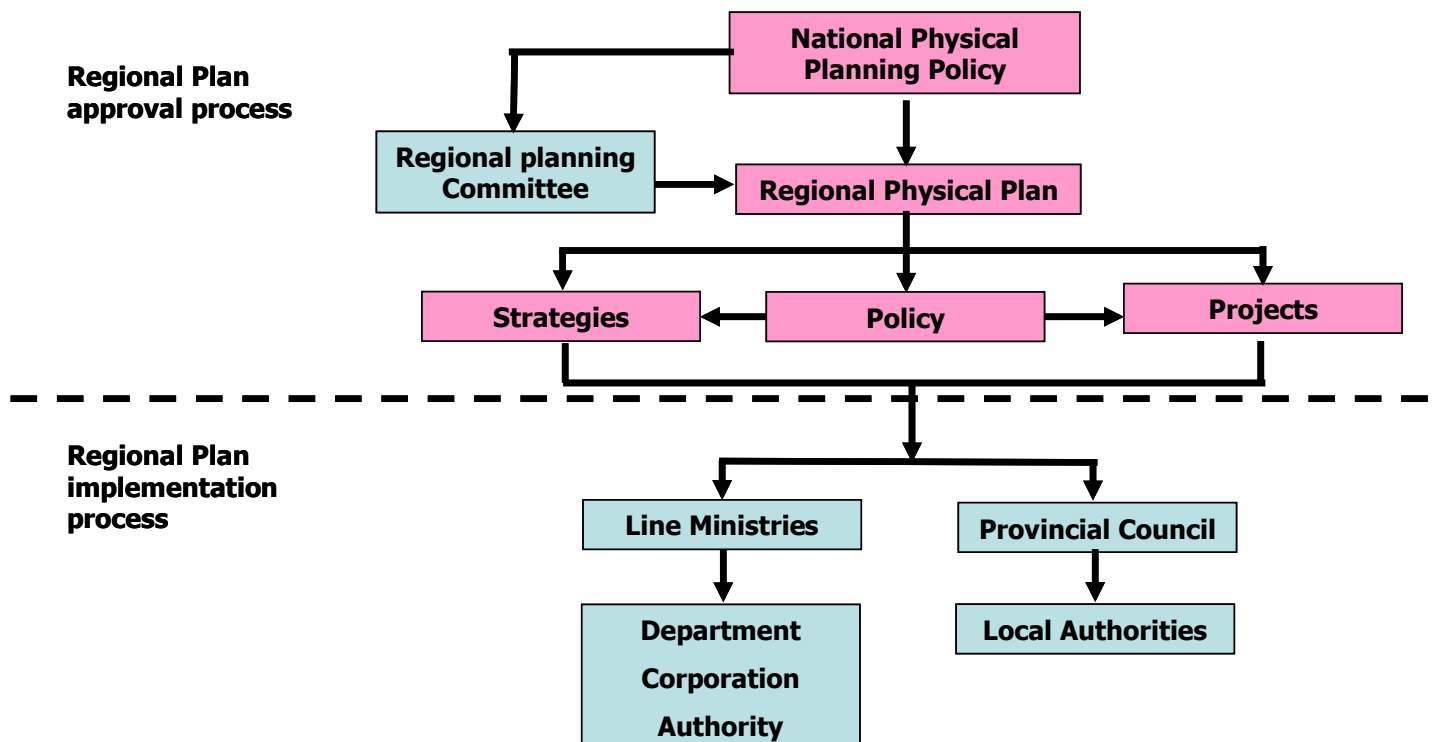 National Physical
Planning Policy
Regional Plan
approval process
Regional planning
Committee
Regional Physical Plan
Strategies
Policy
Projects
Regional Plan
implementation
process
Line Ministries
Provincial Council
Department
Corporation
Authority
Local Authorities